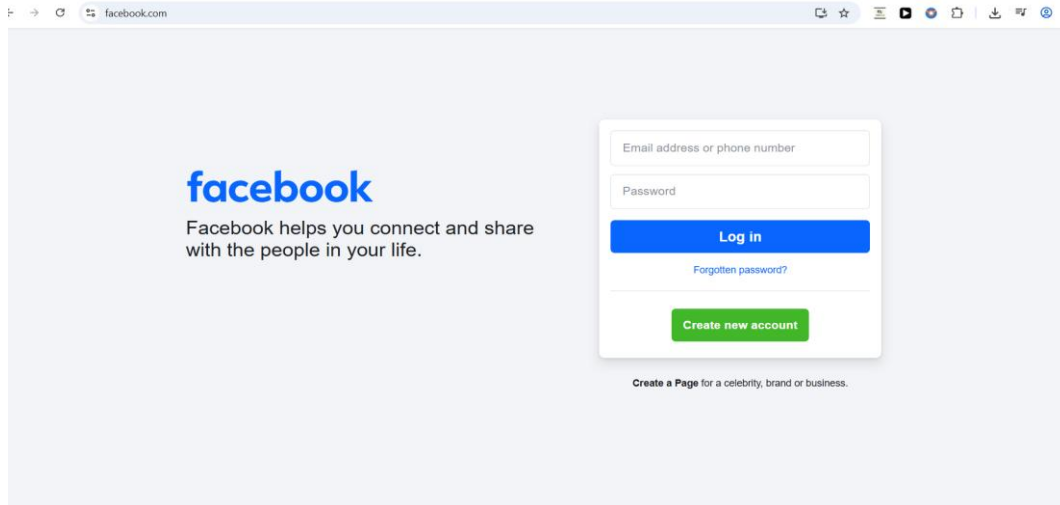 facebook.com
facebook
Facebook helps you connect and share
with the people in your life.
Email address or phone number
Password
Log in
Forgotten password?
Create new account
Create a Page for a celebrity, brand or business.